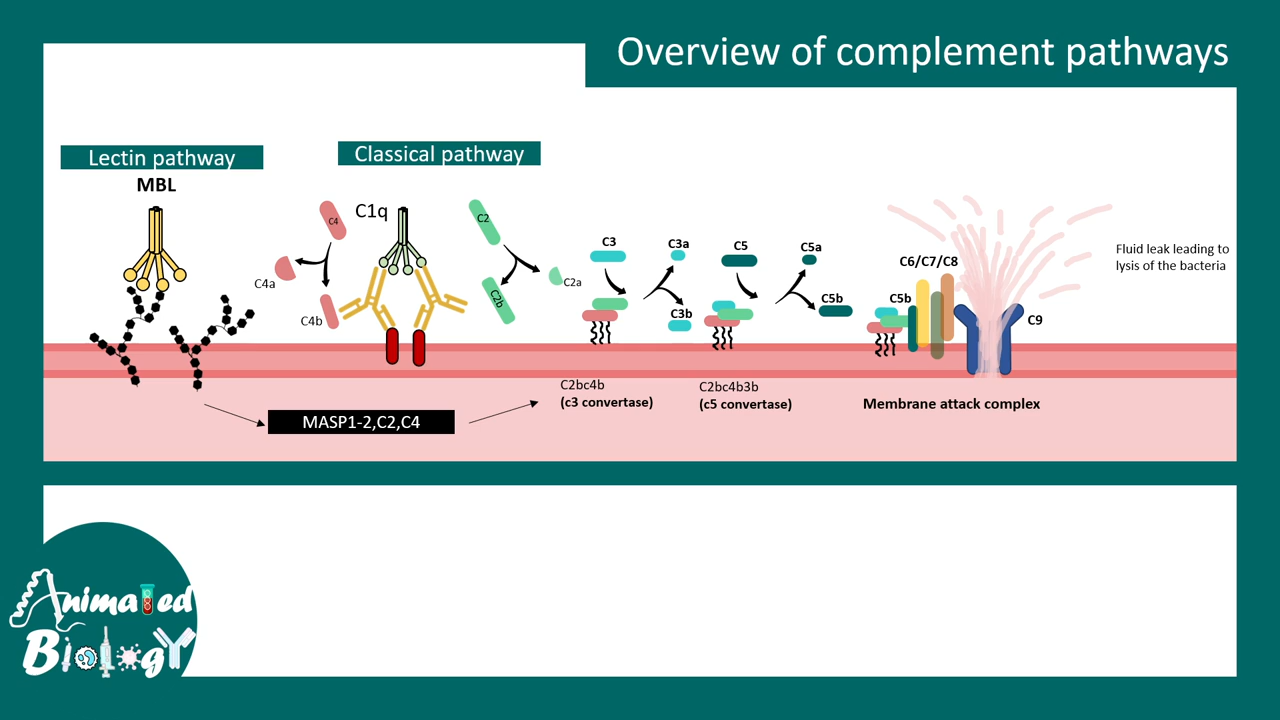 Overview of complement pathways
Lectin pathway
MBL
Classical pathway
C4
C1q
C2
C4a
C4b
C2b
C2a
C3
C3a
C3b
C5
C5a
C5b
C6/C7/C8
C5b
C9
Fluid leak leading to
lysis of the bacteria
C2bc4b
(c3 convertase)
C2bc4b3b
(c5 convertase)
Membrane attack complex
MASP1-2,C2,C4
Animated
Biology